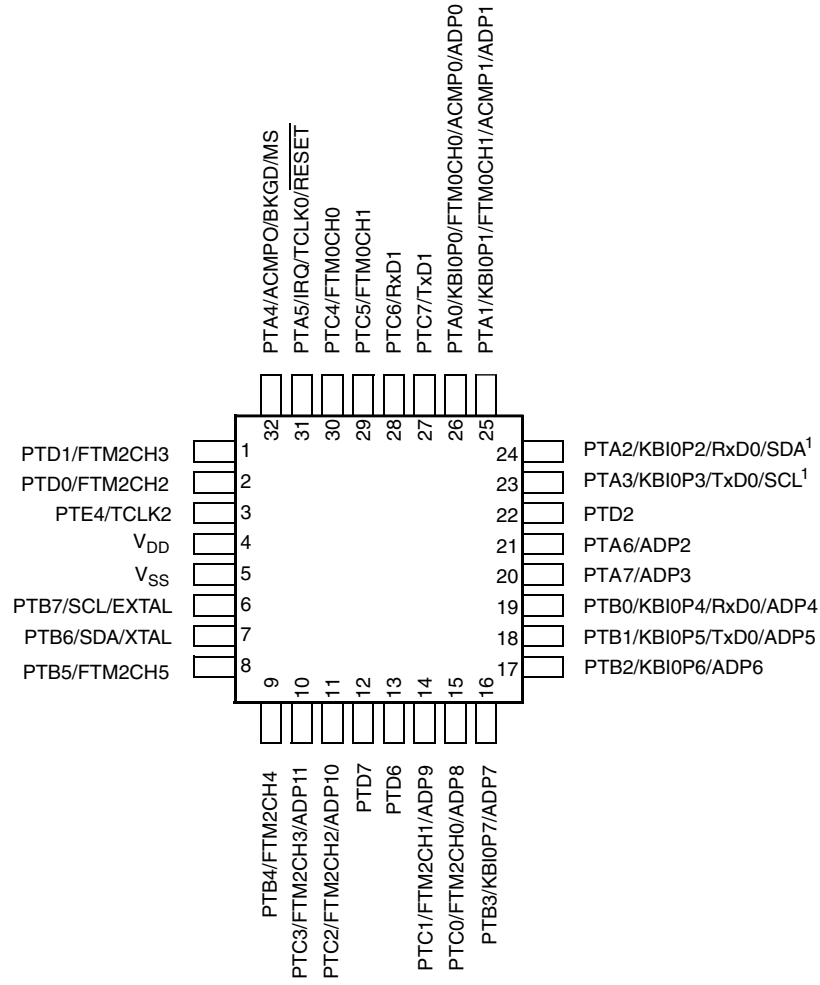 PTA4/ACMPO/BKGD/MS
PTA5/IRQ/TCLK0/RESET
PTC4/FTM0CH0
PTC5/FTM0CH1
PTC6/RxD1
PTC7/TxD1
PTA0/KBI0P0/FTM0CH0/ACMP0/ADP0
PTA1/KBI0P1/FTM0CH1/ACMP1/ADP1
32
31
30
29
28
27
26
25
PTD1/FTM2CH3 1
PTD0/FTM2CH2 2
PTE4/TCLK2 3
VDD 4
VSS 5
PTB7/SCL/EXTAL 6
PTB6/SDA/XTAL 7
PTB5/FTM2CH5 8
24 PTA2/KBI0P2/RxD0/SDA1
23 PTA3/KBI0P3/TxD0/SCL1
22 PTD2
21 PTA6/ADP2
20 PTA7/ADP3
19 PTB0/KBI0P4/RxD0/ADP4
18 PTB1/KBI0P5/TxD0/ADP5
17 PTB2/KBI0P6/ADP6
9
10
11
12
13
14
15
16
PTB4/FTM2CH4
PTC3/FTM2CH3/ADP11
PTC2/FTM2CH2/ADP10
PTD7
PTD6
PTC1/FTM2CH1/ADP9
PTC0/FTM2CH0/ADP8
PTB3/KBI0P7/ADP7